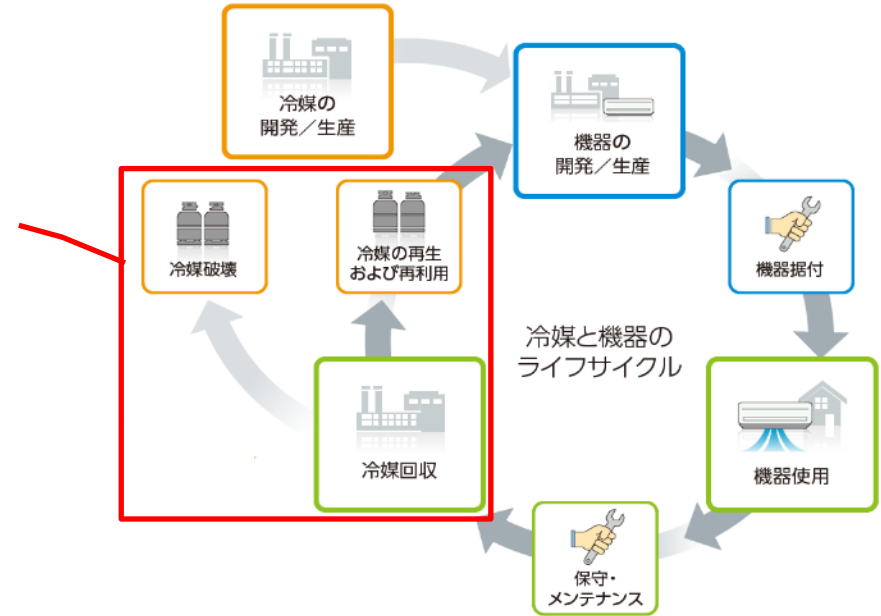 冷媒の
開発／生産
機器の
開発／生産
冷媒破壊
冷媒の再生
および再利用
機器据付
冷媒と機器の
ライフサイクル
冷媒回収
機器使用
保守・
メンテナンス